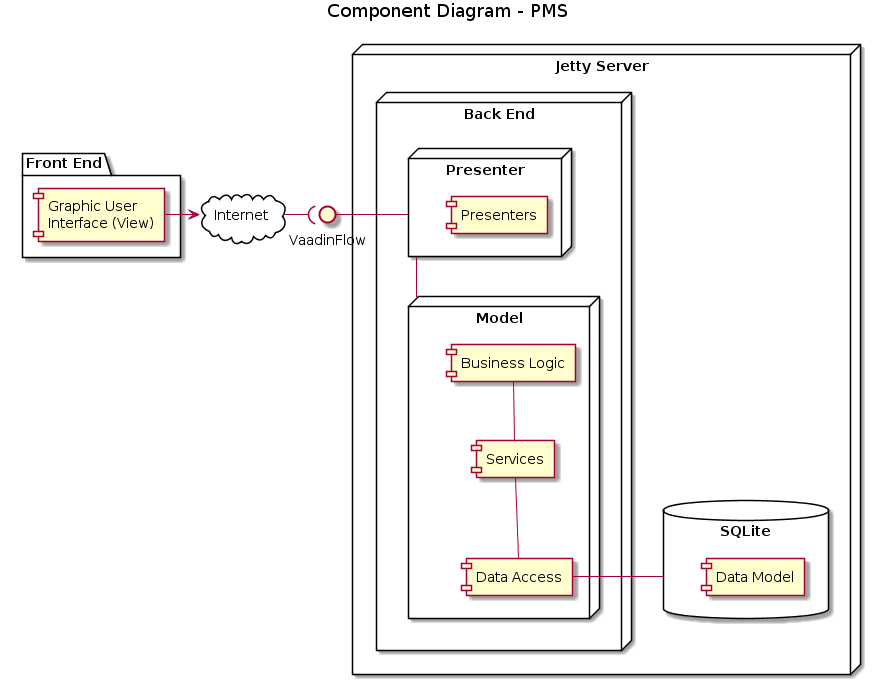 Component Diagram - PMS
Jetty Server
Back End
Front End
Presenter
Graphic User
Interface (View)
Internet
Presenters
VaadinFlow
Model
Business Logic
Services
SQLite
Data Access
Data Model